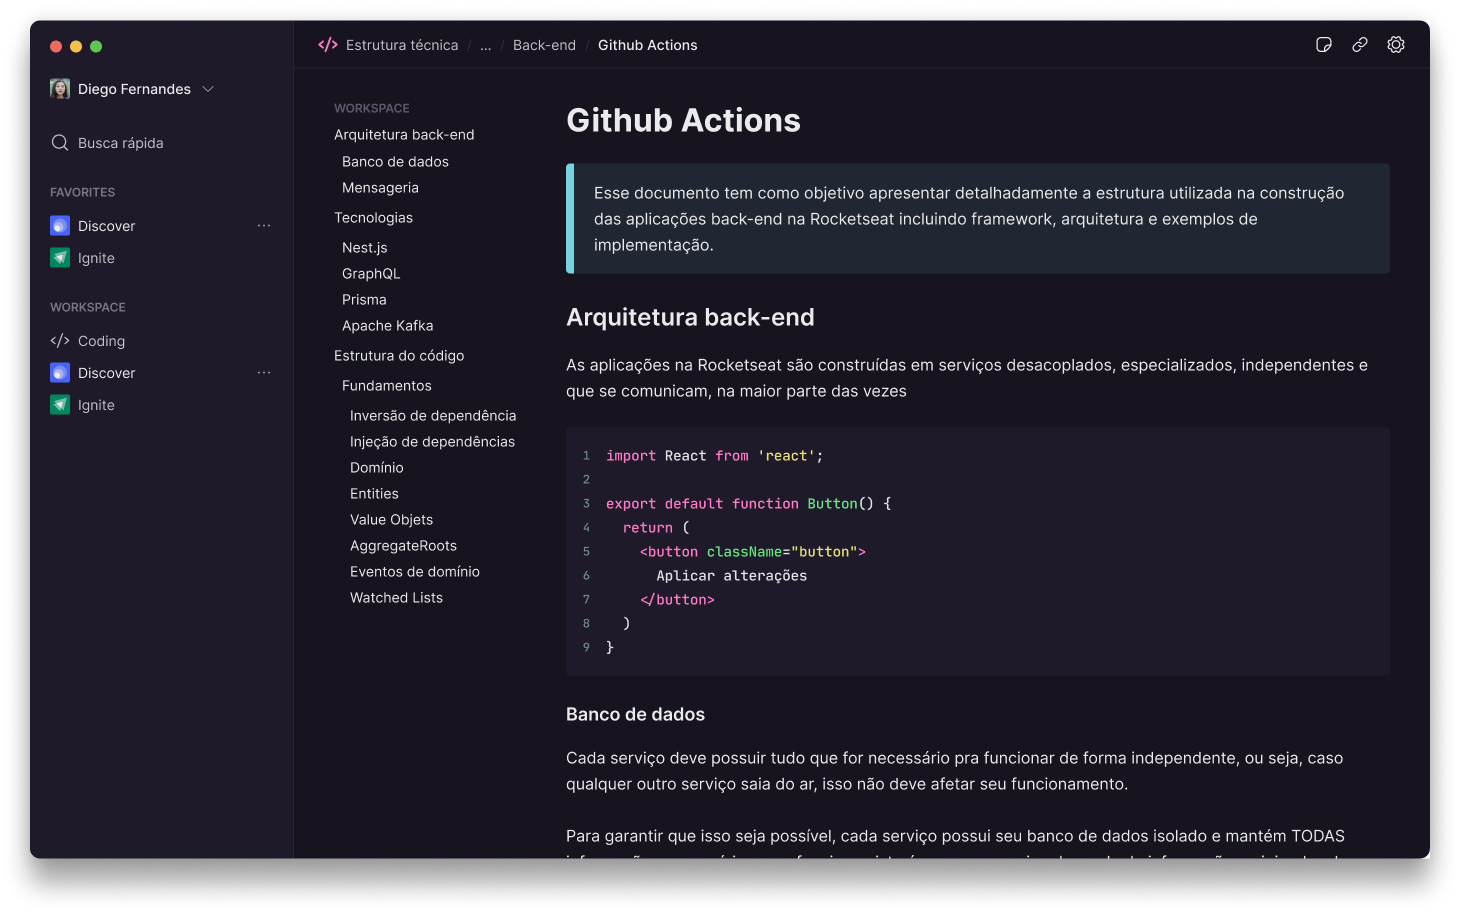 Diego Fernandes
Busca rápida
FAVORITES
Discover
Ignite
WORKSPACE
Coding
Discover
Ignite
</> Estrutura técnica / ... / Back-end / Github Actions
WORKSPACE
Arquitetura back-end
Banco de dados
Mensageria
Tecnologias
Nest.js
GraphQL
Prisma
Apache Kafka
Estrutura do código
Fundamentos
Inversão de dependência
Injeção de dependências
Domínio
Entities
Value Objets
AggregateRoots
Eventos de domínio
Watched Lists
Github Actions
Esse documento tem como objetivo apresentar detalhadamente a estrutura utilizada na construção
das aplicações back-end na Rocketseat incluindo framework, arquitetura e exemplos de
implementação.
Arquitetura back-end
As aplicações na Rocketseat são construídas em serviços desacoplados, especializados, independentes e
que se comunicam, na maior parte das vezes
1 import React from 'react';
2
3 export default function Button() {
4 return (
5 <button className="button">
6 Aplicar alterações
7 </button>
8 )
9 }
Banco de dados
Cada serviço deve possuir tudo que for necessário pra funcionar de forma independente, ou seja, caso
qualquer outro serviço saia do ar, isso não deve afetar seu funcionamento.
Para garantir que isso seja possível, cada serviço possui seu banco de dados isolado e mantém TODAS